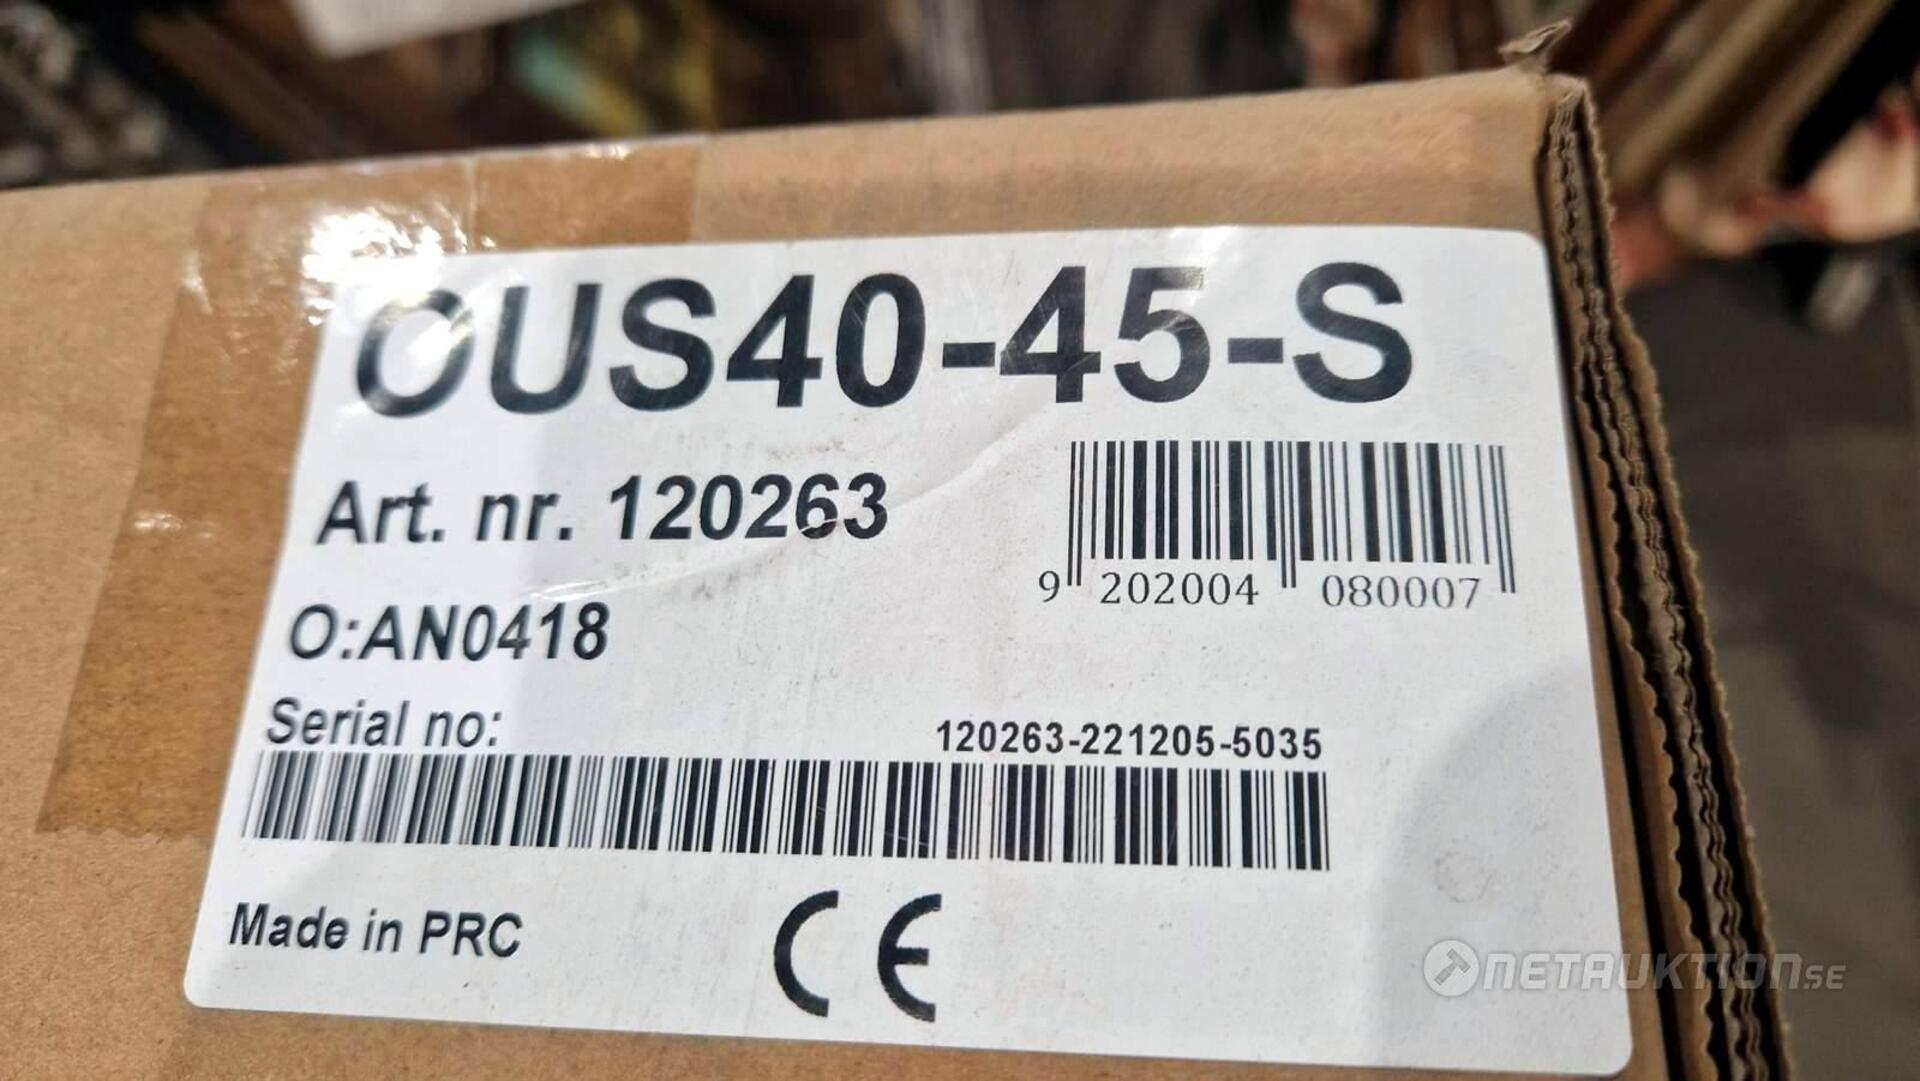 OUS40-45-S
Art. nr. 120263
9 202004 080007
O:AN0418
Serial no:
120263-221205-5035
Made in PRC
CE
NETAUKTION.SE